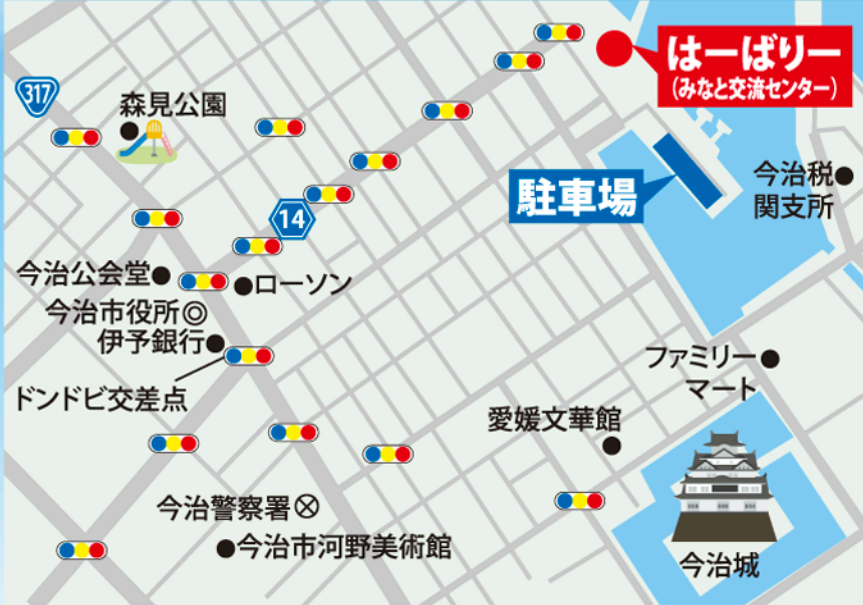 はーばりー
(みなと交流センター)
317
森見公園
駐車場
今治税
関支所
14
今治公会堂
ローソン
今治市役所
伊予銀行
ドンドビ交差点
ファミリー
マート
愛媛文華館
今治警察署
今治市河野美術館
今治城